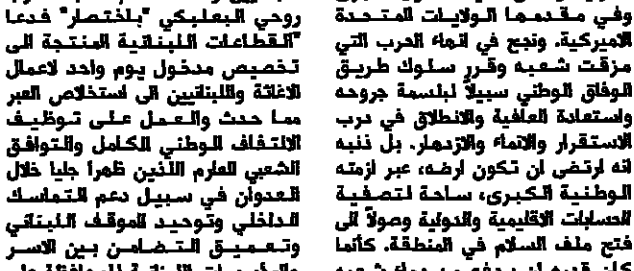 وفي مقدمها الولايات المتحدة
الاميركية. ونجح في انهاء الحرب التي
مزقت شعبه وقرر سلوك طريق
الوفاق الوطني سبيلاً لبلسمة جروحه
واستعادة العافية والانطلاق في درب
الاستقرار والانماء والازدهار. بل ننبه
انه ارتضى ان تكون ارضه، عبر ازمته
الوطنية الكبرى، ساحة لتصفية
الحسابات الاقليمية والدولية وصولاً الى
فتح ملف السلام في المنطقة. كأنما
روحي البعلبكي "باختصار" فدعا
"القطاعات اللبنانية المنتجة الى
تخصيص مدخول يوم واحد لاعمال
الاغاثة واللبنانيين الى استخلاص العبر
مما حدث والعمل على توظيف
الالتفاف الوطني الكامل والتوافق
الشعبي العارم اللذين ظهرا جليا خلال
العدوان في سبيل دعم التماسك
الداخلي وتوحيد الموقف اللبناني
وتعميق التضامن بين الاسر